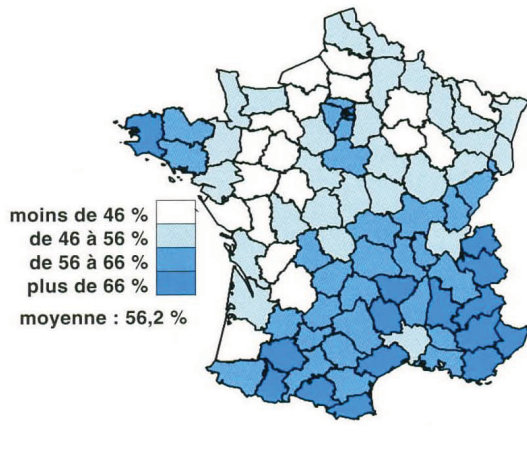 moins de 46 %
de 46 à 56 %
de 56 à 66 %
plus de 66 %
moyenne : 56,2 %